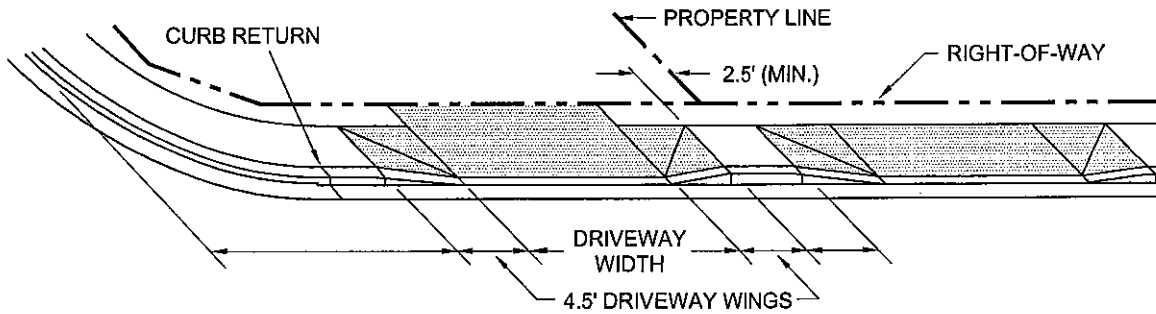 PROPERTY LINE
CURB RETURN
RIGHT-OF-WAY
2.5' (MIN.)
DRIVEWAY
WIDTH
4.5' DRIVEWAY WINGS